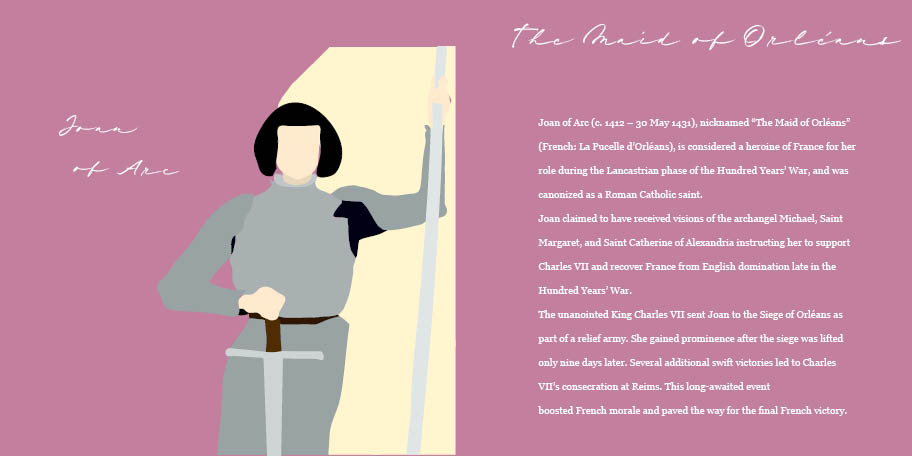 Joan
of Arc
The Maid of Orléans
Joan of Arc (c. 1412 – 30 May 1431), nicknamed “The Maid of Orléans”
(French: La Pucelle d’Orléans), is considered a heroine of France for her
role during the Lancastrian phase of the Hundred Years’ War, and was
canonized as a Roman Catholic saint.
Joan claimed to have received visions of the archangel Michael, Saint
Margaret, and Saint Catherine of Alexandria instructing her to support
Charles VII and recover France from English domination late in the
Hundred Years’ War.
The unanointed King Charles VII sent Joan to the Siege of Orléans as
part of a relief army. She gained prominence after the siege was lifted
only nine days later. Several additional swift victories led to Charles
VII’s consecration at Reims. This long-awaited event
boosted French morale and paved the way for the final French victory.